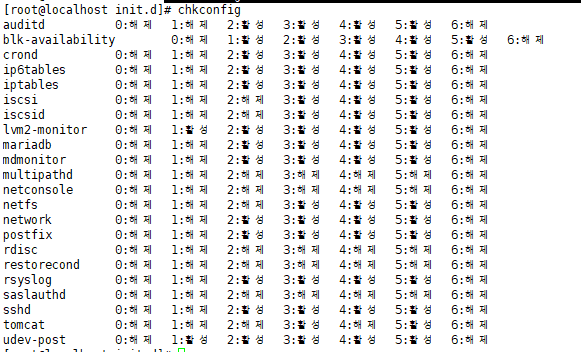 [root@localhost init.d]# chkconfig
auditd 0:해 제 1:해 제 2:활 성 3:활 성 4:활 성 5:활 성 6:해 제
blk-availability 0:해 제 1:활 성 2:활 성 3:활 성 4:활 성 5:활 성 6:해 제
crond 0:해 제 1:해 제 2:활 성 3:활 성 4:활 성 5:활 성 6:해 제
ip6tables 0:해 제 1:해 제 2:활 성 3:활 성 4:활 성 5:활 성 6:해 제
iptables 0:해 제 1:해 제 2:활 성 3:활 성 4:활 성 5:활 성 6:해 제
iscsi 0:해 제 1:해 제 2:해 제 3:활 성 4:활 성 5:활 성 6:해 제
iscsid 0:해 제 1:해 제 2:해 제 3:활 성 4:활 성 5:활 성 6:해 제
lvm2-monitor 0:해 제 1:활 성 2:활 성 3:활 성 4:활 성 5:활 성 6:해 제
mariadb 0:해 제 1:해 제 2:활 성 3:활 성 4:활 성 5:활 성 6:해 제
mdmonitor 0:해 제 1:해 제 2:활 성 3:활 성 4:활 성 5:활 성 6:해 제
multipathd 0:해 제 1:해 제 2:해 제 3:해 제 4:해 제 5:해 제 6:해 제
netconsole 0:해 제 1:해 제 2:해 제 3:해 제 4:해 제 5:해 제 6:해 제
netfs 0:해 제 1:해 제 2:해 제 3:활 성 4:활 성 5:활 성 6:해 제
network 0:해 제 1:해 제 2:활 성 3:활 성 4:활 성 5:활 성 6:해 제
postfix 0:해 제 1:해 제 2:활 성 3:활 성 4:활 성 5:활 성 6:해 제
rdisc 0:해 제 1:해 제 2:해 제 3:해 제 4:해 제 5:해 제 6:해 제
restorecond 0:해 제 1:해 제 2:해 제 3:해 제 4:해 제 5:해 제 6:해 제
rsyslog 0:해 제 1:해 제 2:활 성 3:활 성 4:활 성 5:활 성 6:해 제
saslauthd 0:해 제 1:해 제 2:해 제 3:해 제 4:해 제 5:해 제 6:해 제
sshd 0:해 제 1:해 제 2:활 성 3:활 성 4:활 성 5:활 성 6:해 제
tomcat 0:해 제 1:해 제 2:해 제 3:활 성 4:활 성 5:활 성 6:해 제
udev-post 0:해 제 1:활 성 2:활 성 3:활 성 4:활 성 5:활 성 6:해 제